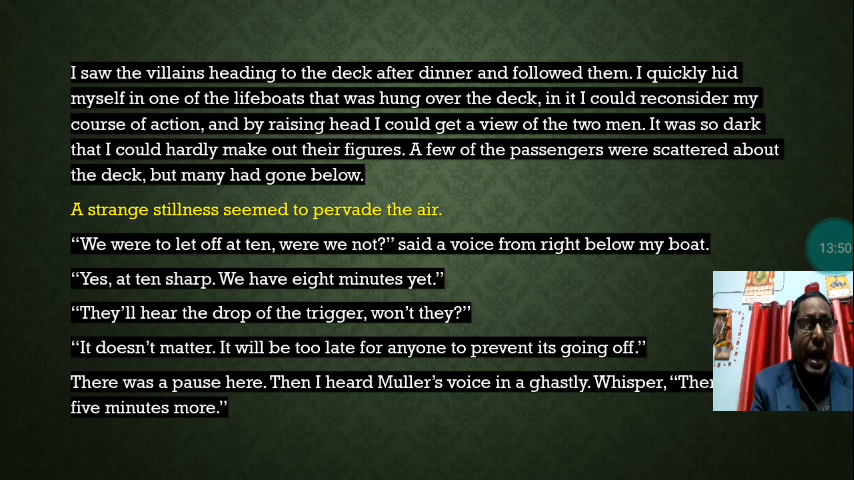 I saw the villains heading to the deck after dinner and followed them. I quickly hid
myself in one of the lifeboats that was hung over the deck, in it I could reconsider my
course of action, and by raising head I could get a view of the two men. It was so dark
that I could hardly make out their figures. A few of the passengers were scattered about
the deck, but many had gone below.
A strange stillness seemed to pervade the air.
“We were to let off at ten, were we not?” said a voice from right below my boat.
“Yes, at ten sharp. We have eight minutes yet.”
13:50
“They’ll hear the drop of the trigger, won’t they?”
“It doesn’t matter. It will be too late for anyone to prevent its going off.”
There was a pause here. Then I heard Muller’s voice in a ghastly. Whisper,
five minutes more.”